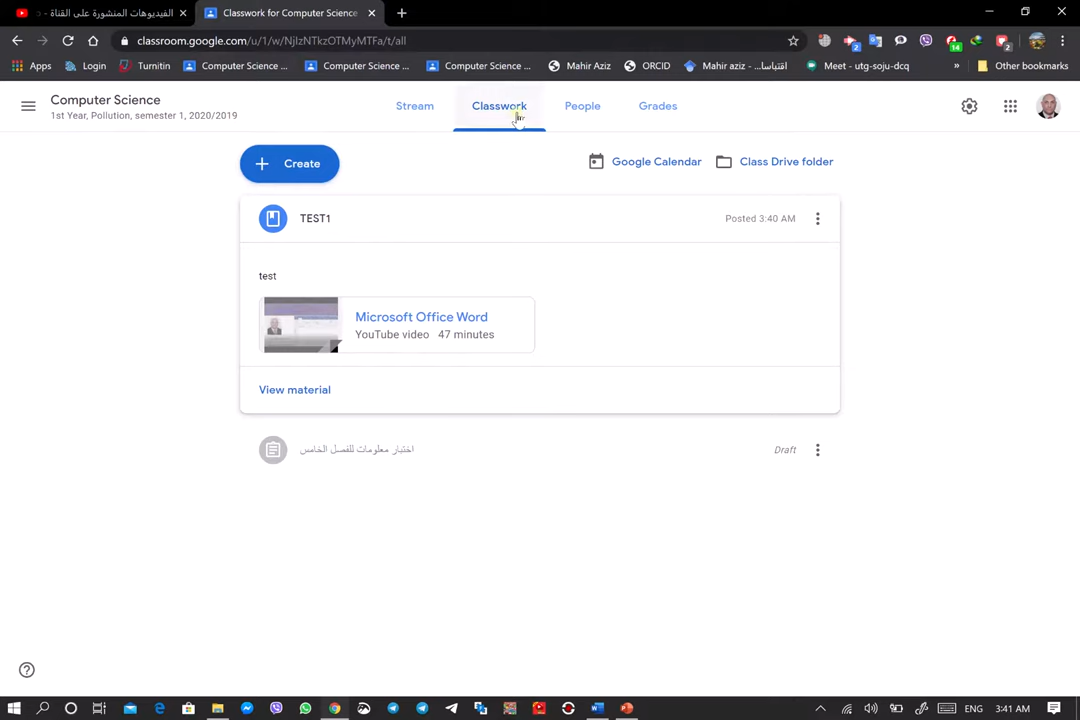 الفيديوهات المنشورة على القناة -
Classwork for Computer Science
classroom.google.com/u/1/w/NjIzNTkzOTMyMTFa/t/all
Apps
Login
Turnitin
Computer Science ...
Computer Science ...
Computer Science ...
Mahir Aziz
ORCID
Mahir aziz - اقتباسا...
Meet - utg-soju-dcq
»
Other bookmarks
2
14
2
Computer Science
1st Year, Pollution, semester 1, 2020/2019
Stream
Classwork
People
Grades
Create
Google Calendar
Class Drive folder
TEST1
Posted 3:40 AM
test
Microsoft Office Word
YouTube video 47 minutes
View material
اختبار معلومات للفصل الخامس
Draft
ENG
3:41 AM